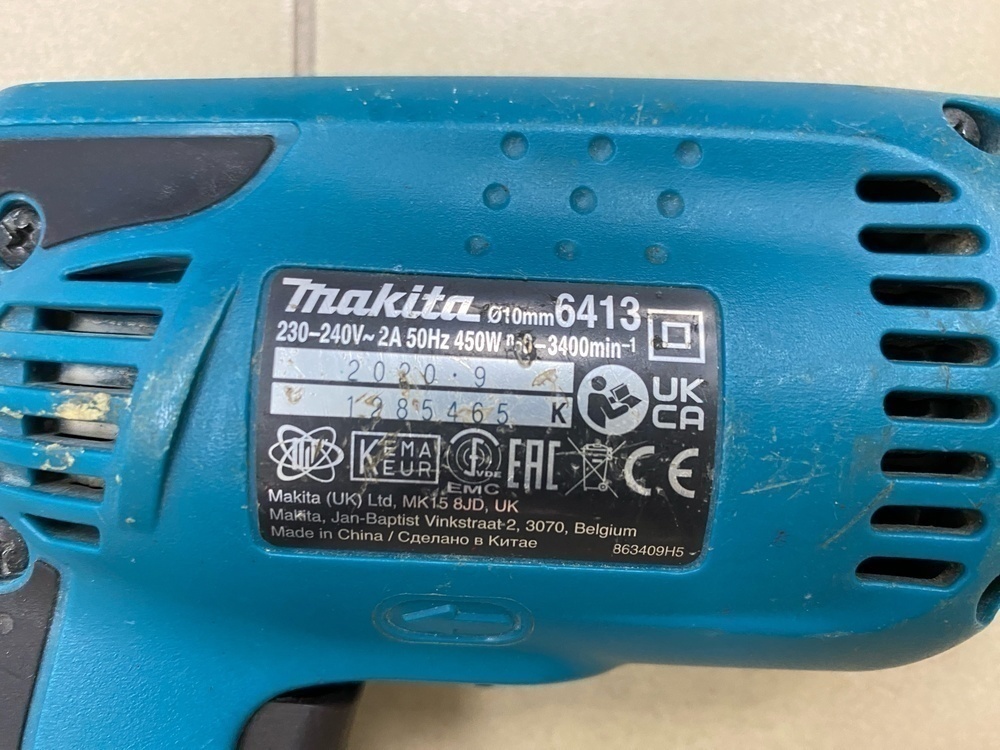 makita Ø10mm 6413
230–240V~ 2A 50Hz 450W n₀0–3400min⁻¹
2020.9
1285465 K
UK
CA
KEMA
KEUR
VDE
EMC
EAC
CE
Makita (UK) Ltd, MK15 8JD, UK
Makita, Jan-Baptist Vinkstraat 2, 3070, Belgium
Made in China / Сделано в Китае
863409H5